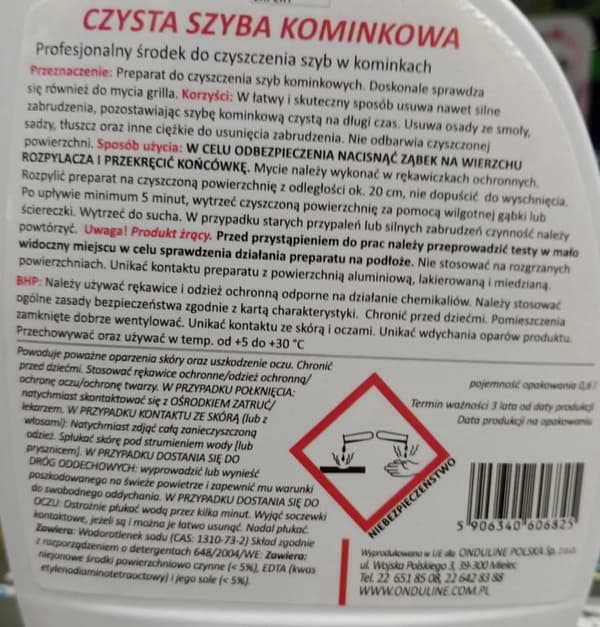 CZYSTA SZYBA KOMINKOWA
Profesjonalny środek do czyszczenia szyb w kominkach
Przeznaczenie: Preparat do czyszczenia szyb kominkowych. Doskonale sprawdza
się również do mycia grilla. Korzyści: W łatwy i skuteczny sposób usuwa nawet silne
zabrudzenia, pozostawiając szybę kominkową czystą na długi czas. Usuwa osady ze smoły,
sadzy, tłuszcz oraz inne ciężkie do usunięcia zabrudzenia. Nie odbarwia czyszczonej
powierzchni. Sposób użycia: W CELU ODBEZPIECZENIA NACISNĄĆ ZĄBEK NA WIERZCHU
ROZPYLACZA I PRZEKRĘCIĆ KOŃCÓWKĘ. Mycie należy wykonać w rękawiczkach ochronnych.
Rozpylić preparat na czyszczoną powierzchnię z odległości ok. 20 cm, nie dopuścić do wyschnięcia.
Po upływie minimum 5 minut, wytrzeć czyszczoną powierzchnię za pomocą wilgotnej gąbki lub
ściereczki. Wytrzeć do sucha. W przypadku starych przypaleń lub silnych zabrudzeń czynność należy
powtórzyć. Uwaga! Produkt żrący. Przed przystąpieniem do prac należy przeprowadzić testy w mało
widoczny miejscu w celu sprawdzenia działania preparatu na podłoże. Nie stosować na rozgrzanych
powierzchniach. Unikać kontaktu preparatu z powierzchnią aluminiową, lakierowaną i miedzianą.
BHP: Należy używać rękawice i odzież ochronną odporne na działanie chemikaliów. Należy stosować
ogólne zasady bezpieczeństwa zgodnie z kartą charakterystyki. Chronić przed dziećmi. Pomieszczenia
zamknięte dobrze wentylować. Unikać kontaktu ze skórą i oczami. Unikać wdychania oparów produktu.
Przechowywać oraz używać w temp. od +5 do +30 °C
Powoduje poważne oparzenia skóry oraz uszkodzenie oczu. Chronić
przed dziećmi. Stosować rękawice ochronne/odzież ochronną/
ochronę oczu/ochronę twarzy. W PRZYPADKU POŁKNIĘCIA:
natychmiast skontaktować się z OŚRODKIEM ZATRUĆ/
lekarzem. W PRZYPADKU KONTAKTU ZE SKÓRĄ (lub z
włosami): Natychmiast zdjąć całą zanieczyszczoną
odzież. Spłukać skórę pod strumieniem wody [lub
prysznicem]. W PRZYPADKU DOSTANIA SIĘ DO
DRÓG ODDECHOWYCH: wyprowadzić lub wynieść
poszkodowanego na świeże powietrze i zapewnić mu warunki
do swobodnego oddychania. W PRZYPADKU DOSTANIA SIĘ DO
OCZU: Ostrożnie płukać wodą przez kilka minut. Wyjąć soczewki
kontaktowe, jeżeli są i można je łatwo usunąć. Nadal płukać.
Zawiera: Wodorotlenek sodu (CAS: 1310-73-2) Skład zgodnie
z rozporządzeniem o detergentach 648/2004/WE: Zawiera:
niejonowe środki powierzchniowo czynne (< 5%), EDTA (kwas
etylenodiaminotetraoctowy) i jego sole (< 5%).
pojemność opakowania 0,6 l
Termin ważności 3 lata od daty produkcji
Data produkcji na opakowaniu
NIEBEZPIECZEŃSTWO
5 906340 606825
Wyprodukowano w UE dla ONDULINE POLSKA Sp. z o.o.
ul. Wojska Polskiego 3, 39-300 Mielec
Tel. 22 651 85 08, 22 642 83 88
WWW.ONDULINE.COM.PL